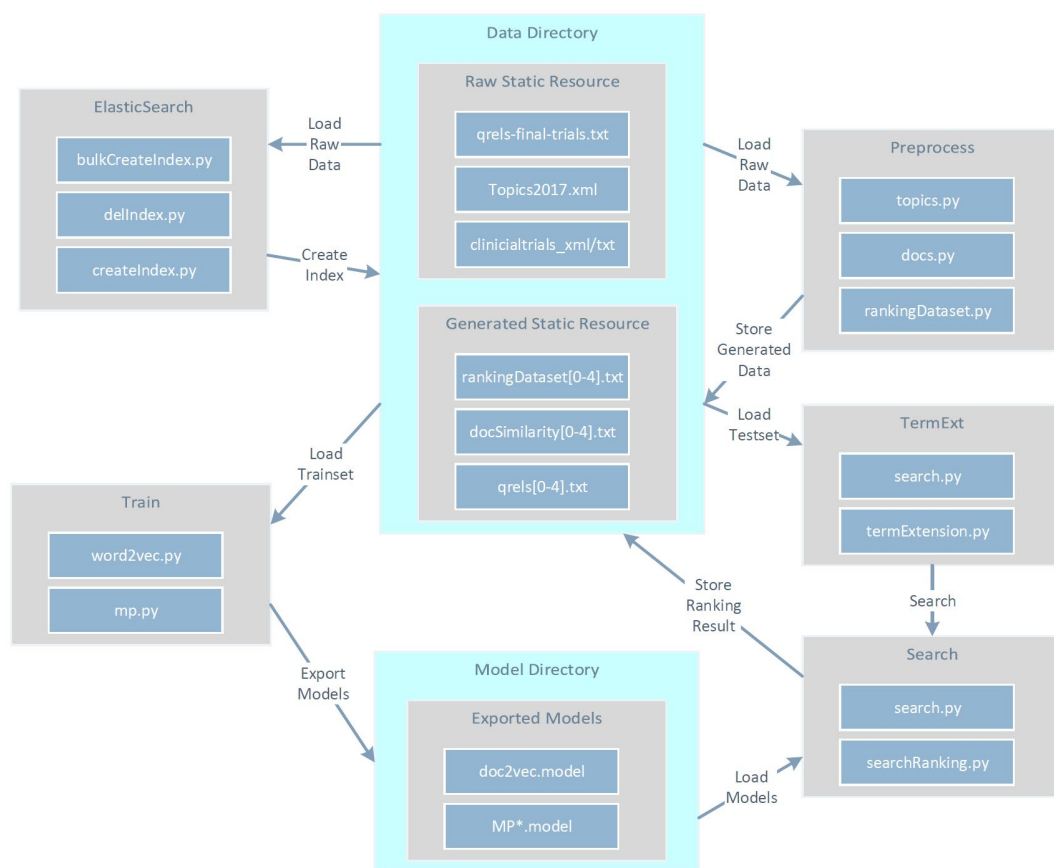 Data Directory
Raw Static Resource
qrels-final-trials.txt
Topics2017.xml
clinicialtrials_xml/txt
Generated Static Resource
rankingDataset[0-4].txt
docSimilarity[0-4].txt
qrels[0-4].txt
ElasticSearch
bulkCreateIndex.py
delIndex.py
createIndex.py
Load
Raw
Data
Create
Index
Load
Raw
Data
Preprocess
topics.py
docs.py
rankingDataset.py
Store
Generated
Data
Load
Testset
TermExt
search.py
termExtension.py
Search
Load
Trainset
Train
word2vec.py
mp.py
Export
Models
Store
Ranking
Result
Model Directory
Exported Models
doc2vec.model
MP*.model
Load
Models
Search
search.py
searchRanking.py